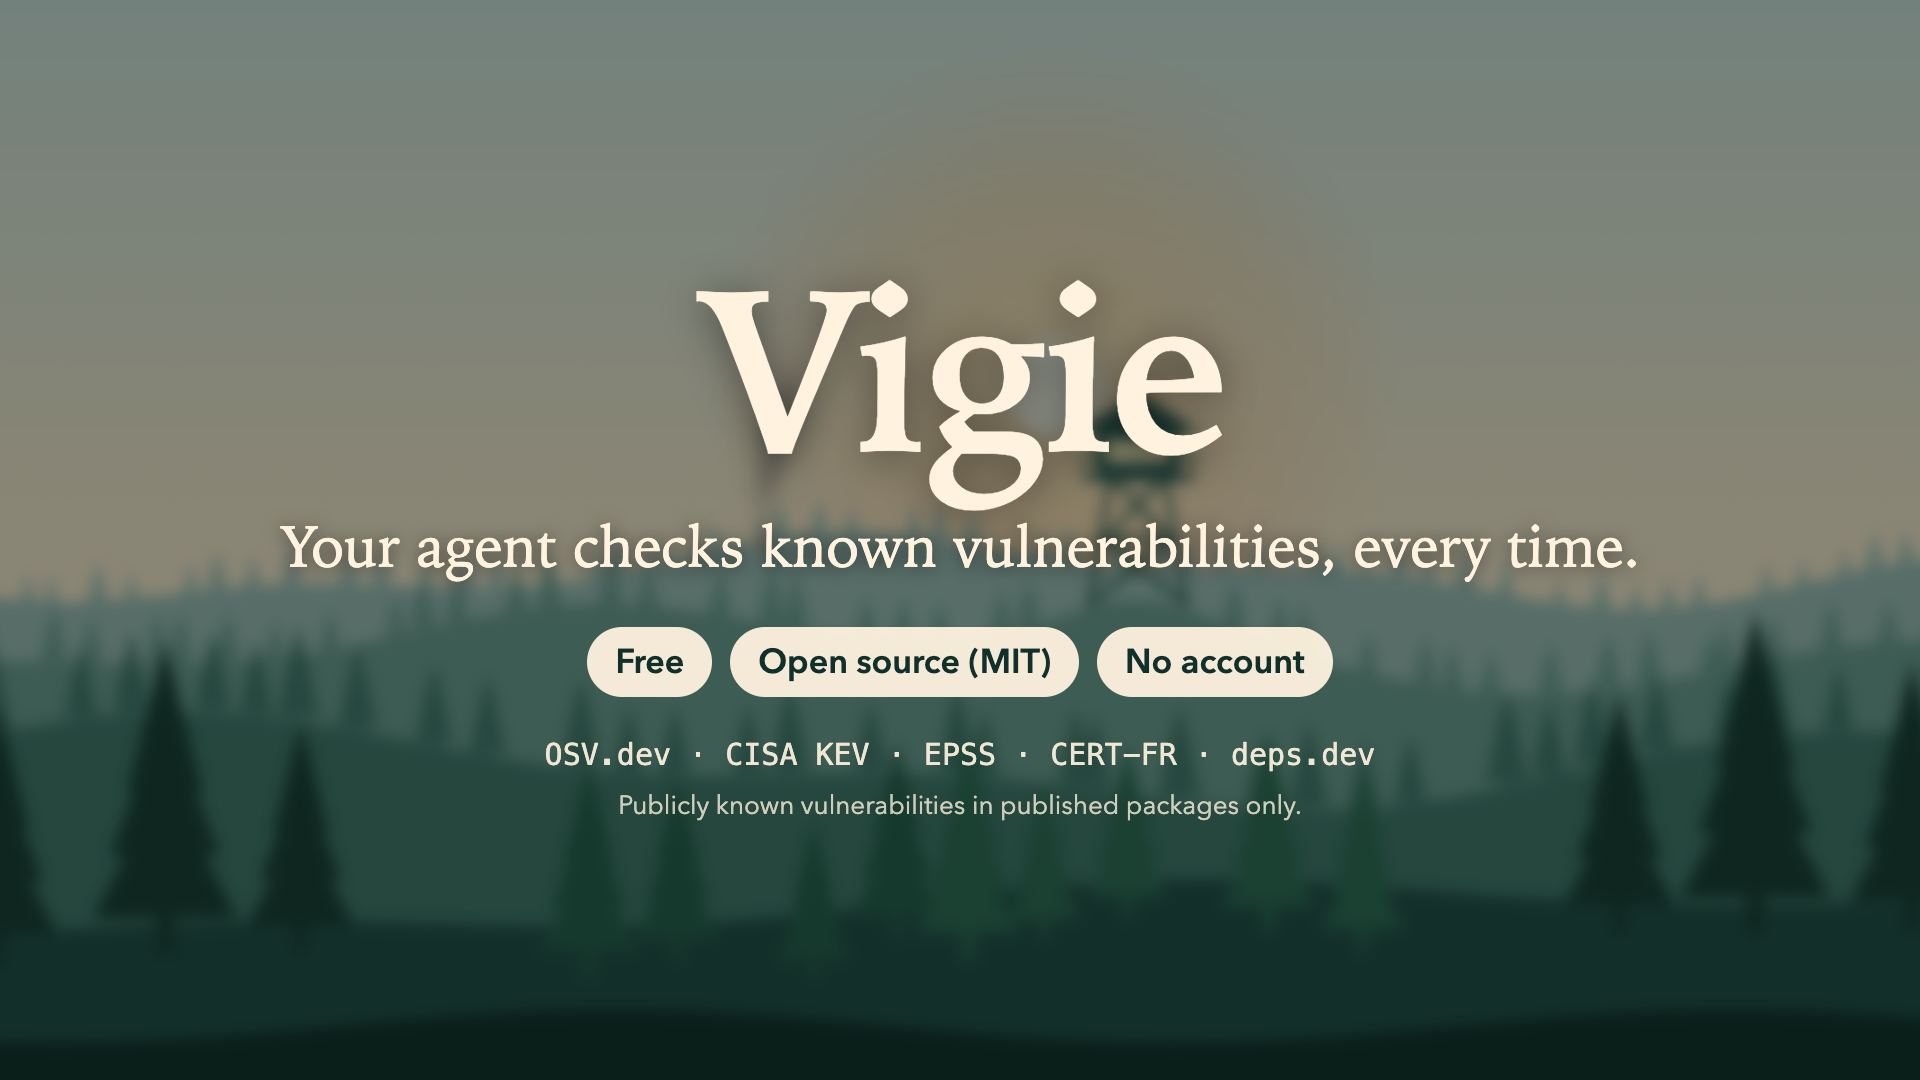 Vigie
Your agent checks known vulnerabilities, every time.
Free
Open source (MIT)
No account
OSV.dev · CISA KEV · EPSS · CERT-FR · deps.dev
Publicly known vulnerabilities in published packages only.